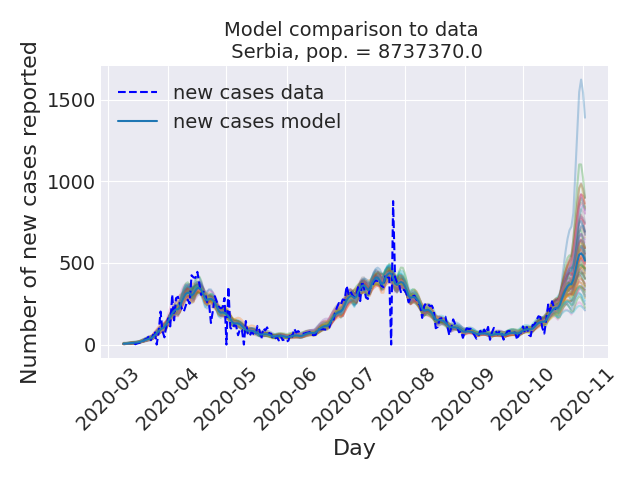 Model comparison to data
Serbia, pop. = 8737370.0
Number of new cases reported
1500
1000
500
0
new cases data
new cases model
2020-03
2020-04
2020-05
2020-06
2020-07
2020-08
2020-09
2020-10
2020-11
Day